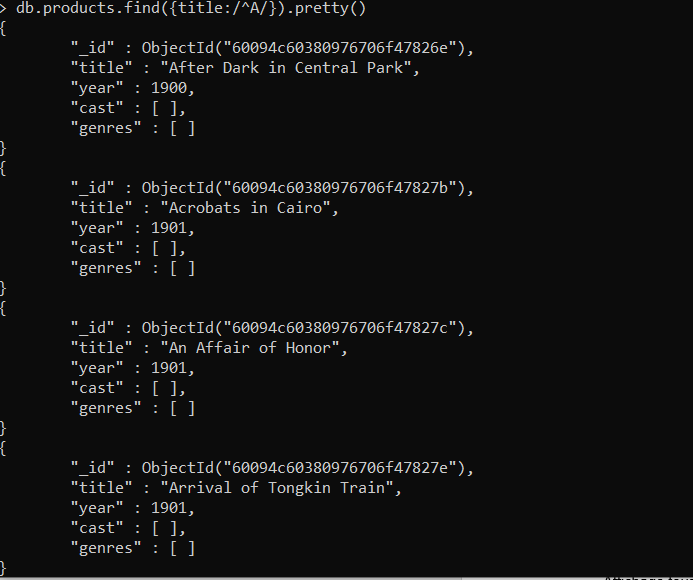 > db.products.find({title:/^A/}).pretty()
{
        "_id" : ObjectId("60094c60380976706f47826e"),
        "title" : "After Dark in Central Park",
        "year" : 1900,
        "cast" : [ ],
        "genres" : [ ]
}
{
        "_id" : ObjectId("60094c60380976706f47827b"),
        "title" : "Acrobats in Cairo",
        "year" : 1901,
        "cast" : [ ],
        "genres" : [ ]
}
{
        "_id" : ObjectId("60094c60380976706f47827c"),
        "title" : "An Affair of Honor",
        "year" : 1901,
        "cast" : [ ],
        "genres" : [ ]
}
{
        "_id" : ObjectId("60094c60380976706f47827e"),
        "title" : "Arrival of Tongkin Train",
        "year" : 1901,
        "cast" : [ ],
        "genres" : [ ]
}